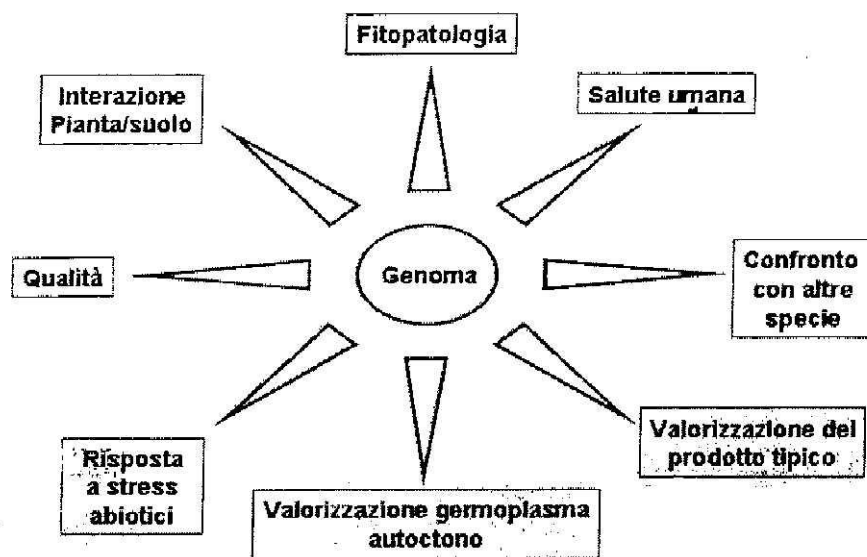 Fitopatologia
Interazione
Pianta/suolo
Salute umana
Qualità
Genoma
Confronto
con altre
specie
Risposta
a stress
abiotici
Valorizzazione germoplasma
autoctono
Valorizzazione del
prodotto tipico